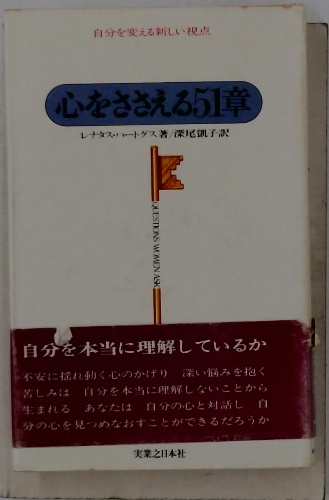 自分を変える新しい視点
心をささえる51章
レナタス・ハートグス著/深尾凱子訳
QUESTIONS WOMEN ASK
自分を本当に理解しているか
不安に揺れ動く心のかげり 深い悩みを抱く
苦しみは 自分を本当に理解しないことから
生まれる あなたは 自分の心と対話し 自
分の心を見つめなおすことができるだろうか
実業之日本社